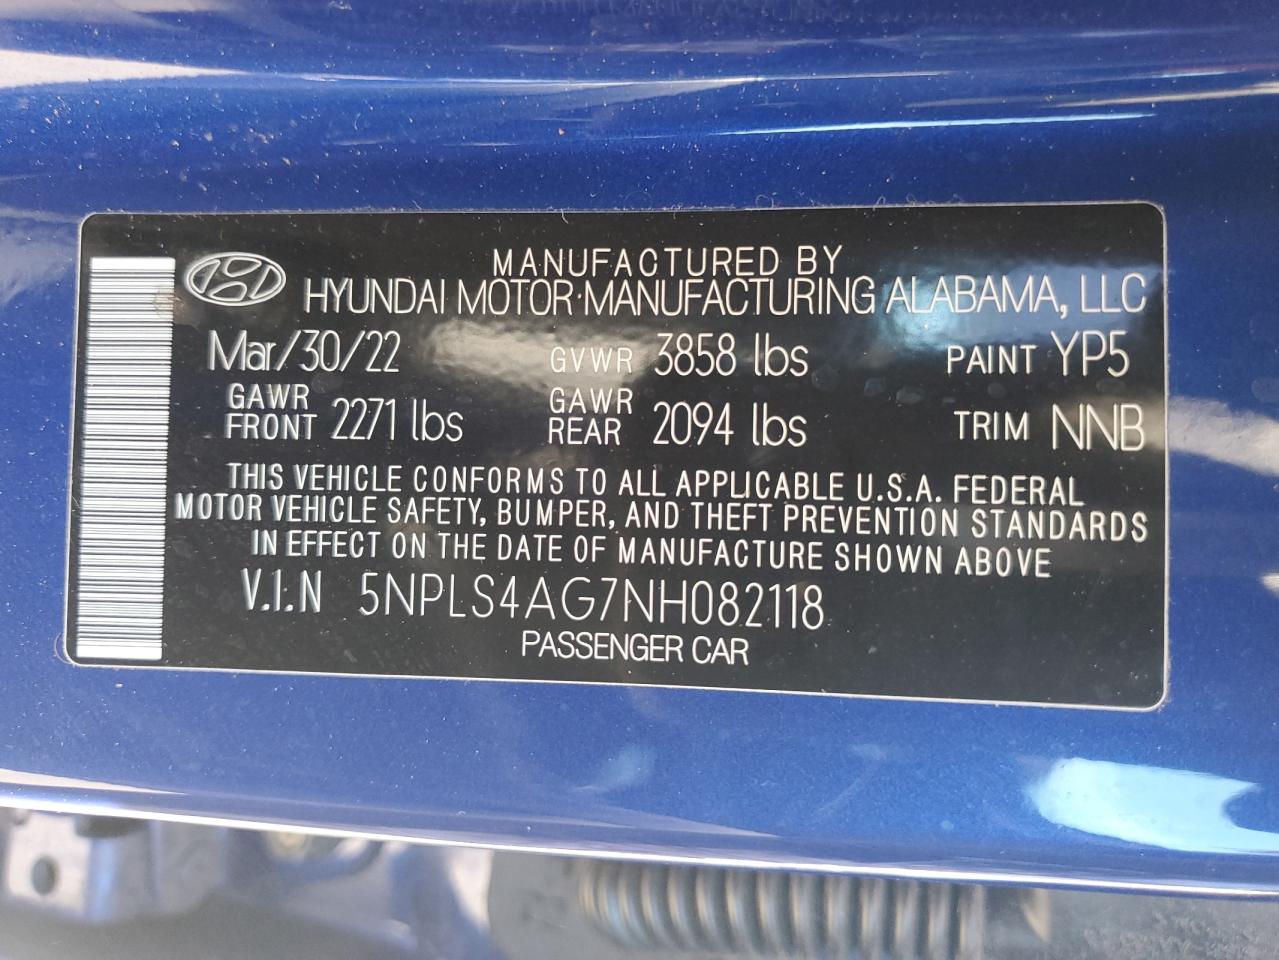 MANUFACTURED BY
HYUNDAI MOTOR MANUFACTURING ALABAMA, LLC
Mar/30/22 GVWR 3858 lbs PAINT YP5
GAWR FRONT 2271 lbs GAWR REAR 2094 lbs TRIM NNB
THIS VEHICLE CONFORMS TO ALL APPLICABLE U.S.A. FEDERAL
MOTOR VEHICLE SAFETY, BUMPER, AND THEFT PREVENTION STANDARDS
IN EFFECT ON THE DATE OF MANUFACTURE SHOWN ABOVE
V.I.N 5NPLS4AG7NH082118
PASSENGER CAR